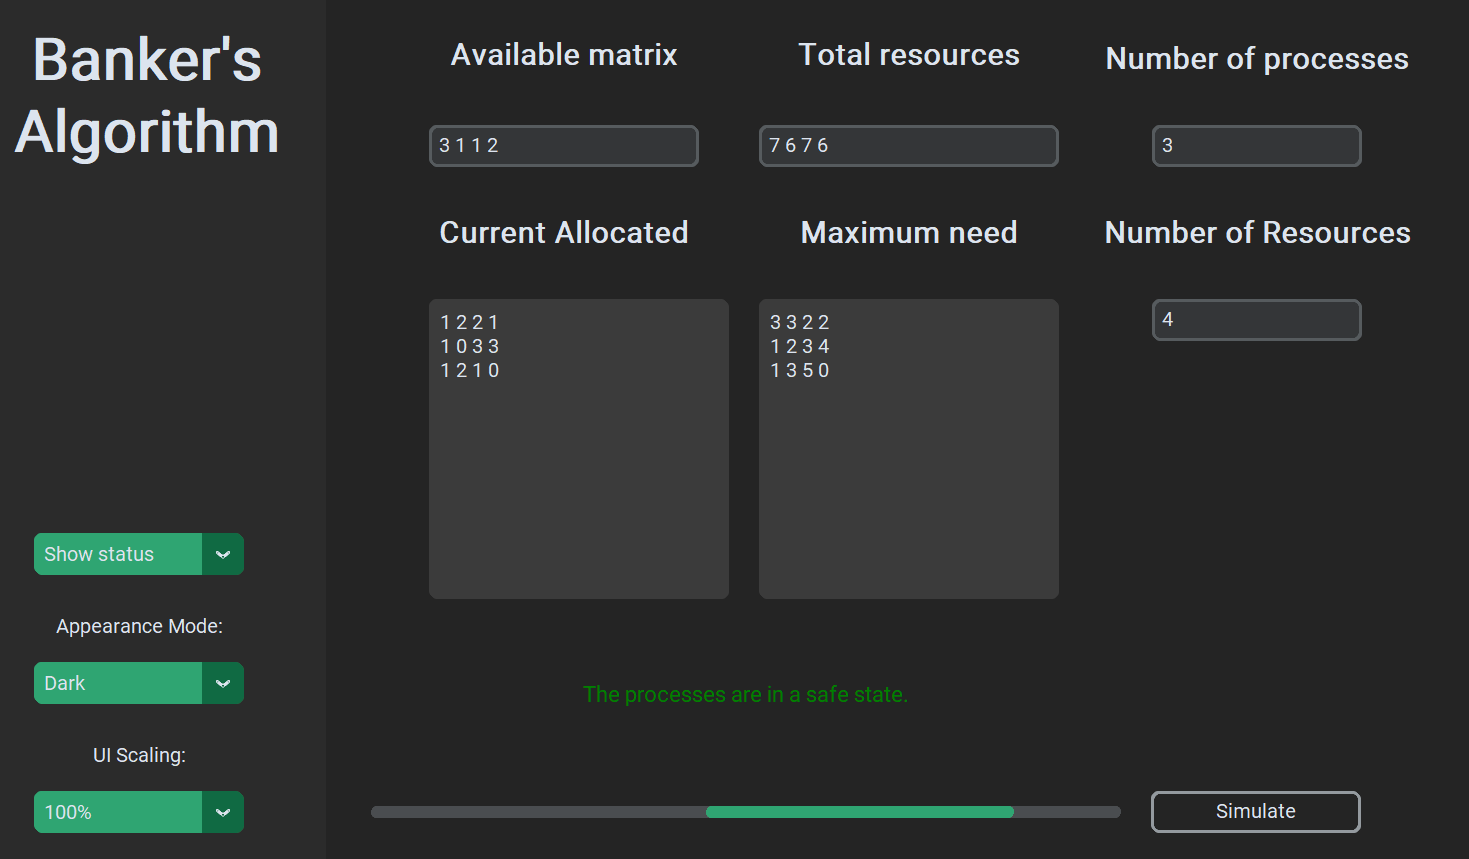 Banker's
Algorithm
Available matrix
Total resources
Number of processes
3 1 1 2
7 6 7 6
3
Current Allocated
Maximum need
Number of Resources
1 2 2 1
1 0 3 3
1 2 1 0
3 3 2 2
1 2 3 4
1 3 5 0
4
Show status
Appearance Mode:
Dark
UI Scaling:
100%
The processes are in a safe state.
Simulate